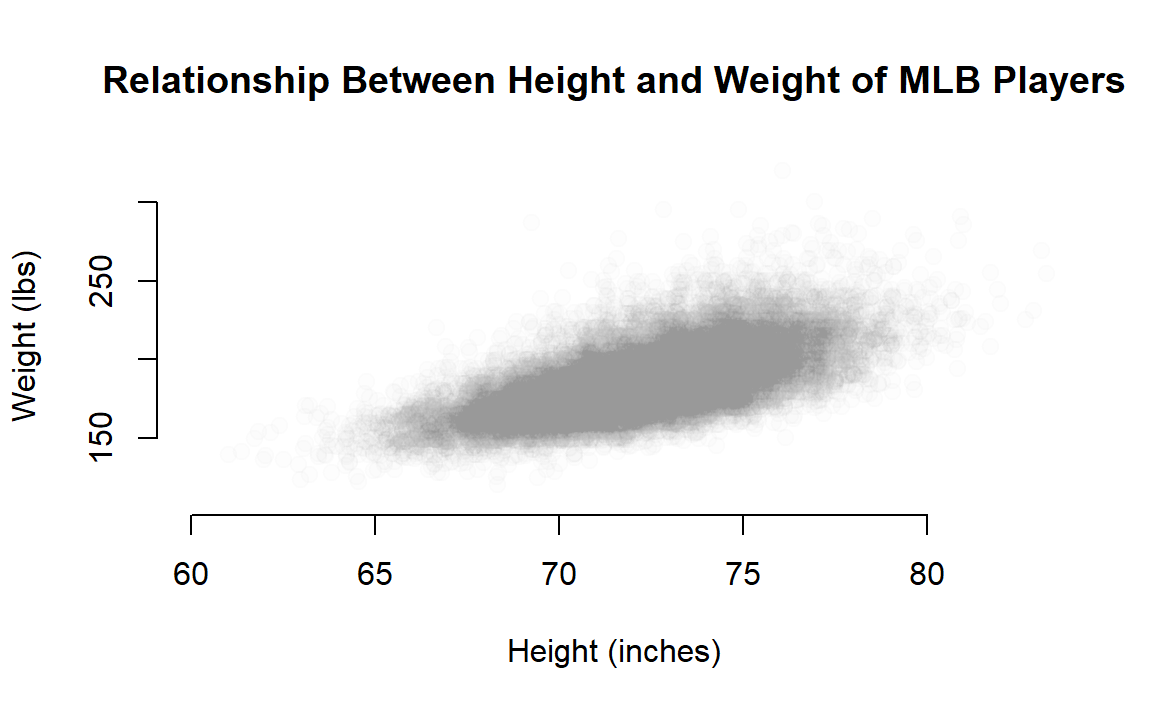 Relationship Between Height and Weight of MLB Players
Weight (lbs)
250
150
60 65 70 75 80
Height (inches)